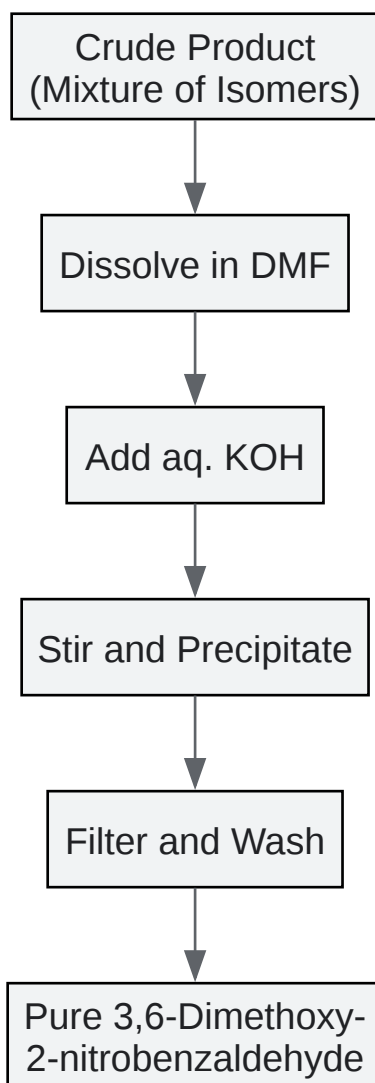 Crude Product
(Mixture of Isomers)
Dissolve in DMF
Add aq. KOH
Stir and Precipitate
Filter and Wash
Pure 3,6-Dimethoxy-
2-nitrobenzaldehyde